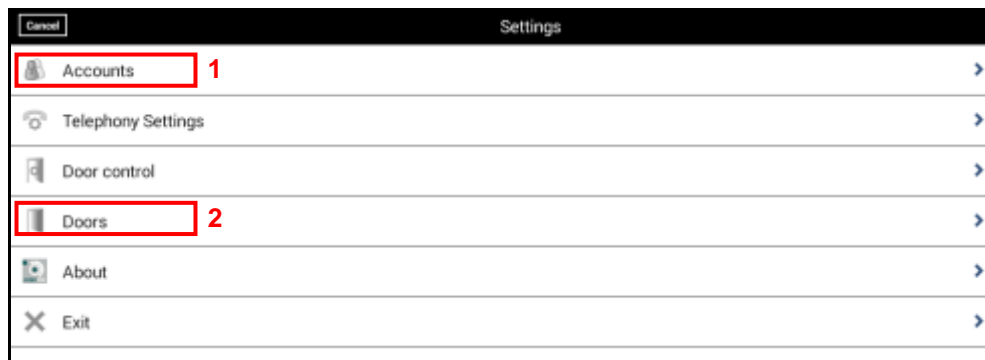 Cancel Settings
Accounts 1
Telephony Settings
Door control
Doors 2
About
Exit